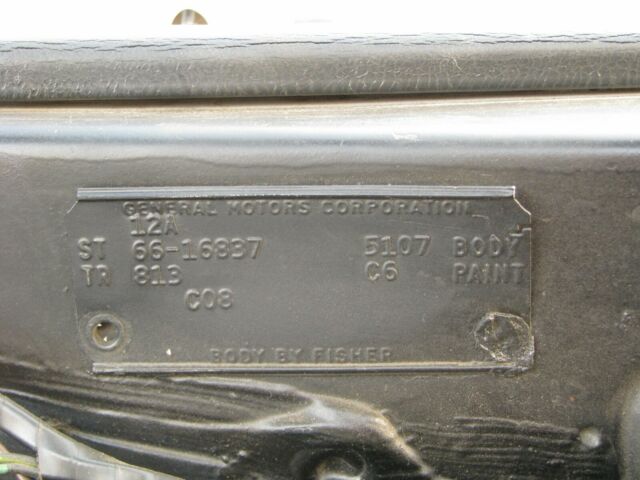 GENERAL MOTORS CORPORATION
12A
ST 66-16837 5107 BODY
TR 813 C6 PAINT
C08
BODY BY FISHER